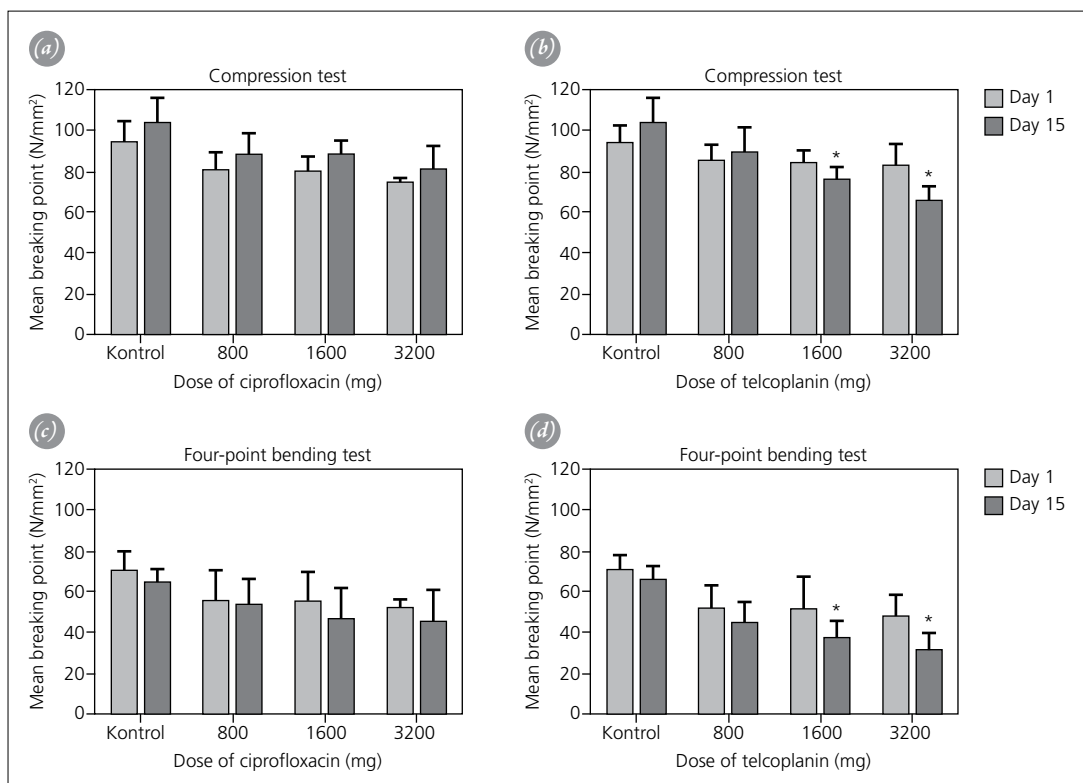 (a)
Compression test
Mean breaking point (N/mm²)
120
100
80
60
40
20
0
Kontrol 800 1600 3200
Dose of ciprofloxacin (mg)
(b)
Compression test
Mean breaking point (N/mm²)
120
100
80
60
40
20
0
*
*
Kontrol 800 1600 3200
Dose of telcoplanin (mg)
Day 1
Day 15
(c)
Four-point bending test
Mean breaking point (N/mm²)
120
100
80
60
40
20
0
Kontrol 800 1600 3200
Dose of ciprofloxacin (mg)
(d)
Four-point bending test
Mean breaking point (N/mm²)
120
100
80
60
40
20
0
*
*
Kontrol 800 1600 3200
Dose of telcoplanin (mg)
Day 1
Day 15